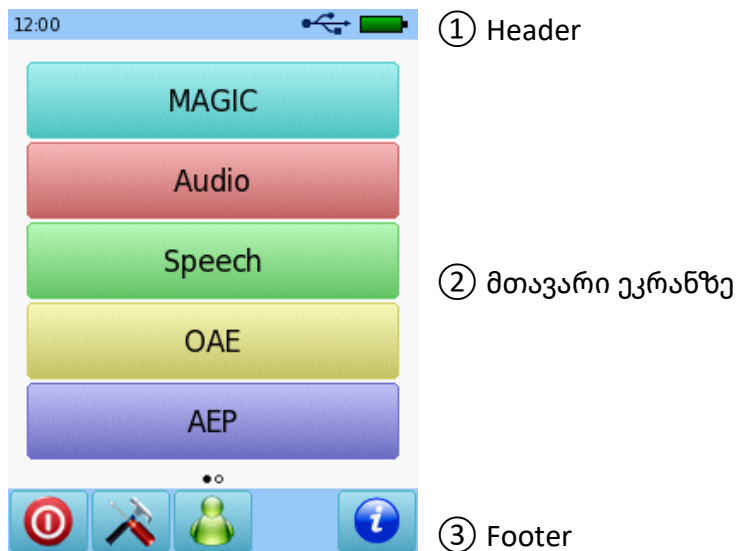 12:00
① Header
MAGIC
Audio
Speech
② მთავარი ეკრანზე
OAE
AEP
③ Footer